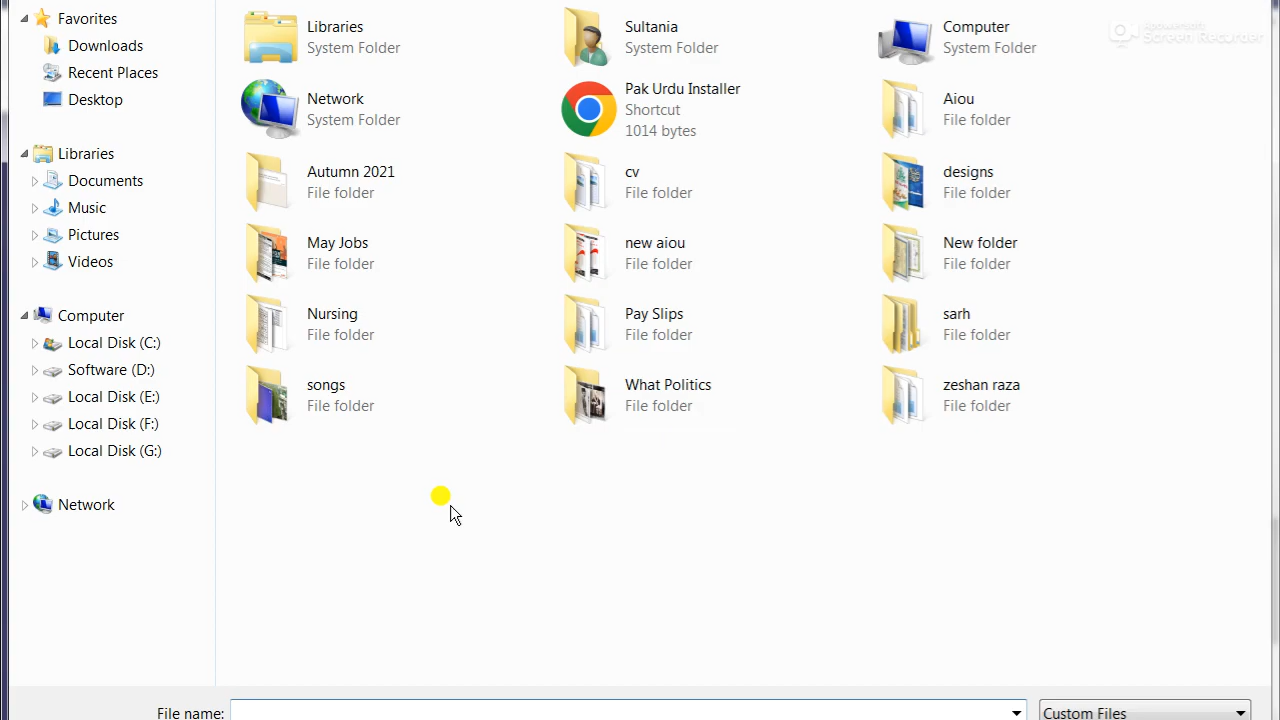 Favorites
Downloads
Recent Places
Desktop
Libraries
Documents
Music
Pictures
Videos
Computer
Local Disk (C:)
Software (D:)
Local Disk (E:)
Local Disk (F:)
Local Disk (G:)
Network
Libraries
System Folder
Sultania
System Folder
Computer
System Folder
Network
System Folder
Pak Urdu Installer
Shortcut
1014 bytes
Aiou
File folder
Autumn 2021
File folder
cv
File folder
designs
File folder
May Jobs
File folder
new aiou
File folder
New folder
File folder
Nursing
File folder
Pay Slips
File folder
sarh
File folder
songs
File folder
What Politics
File folder
zeshan raza
File folder
Apowersoft
Screen Recorder
File name:
Custom Files